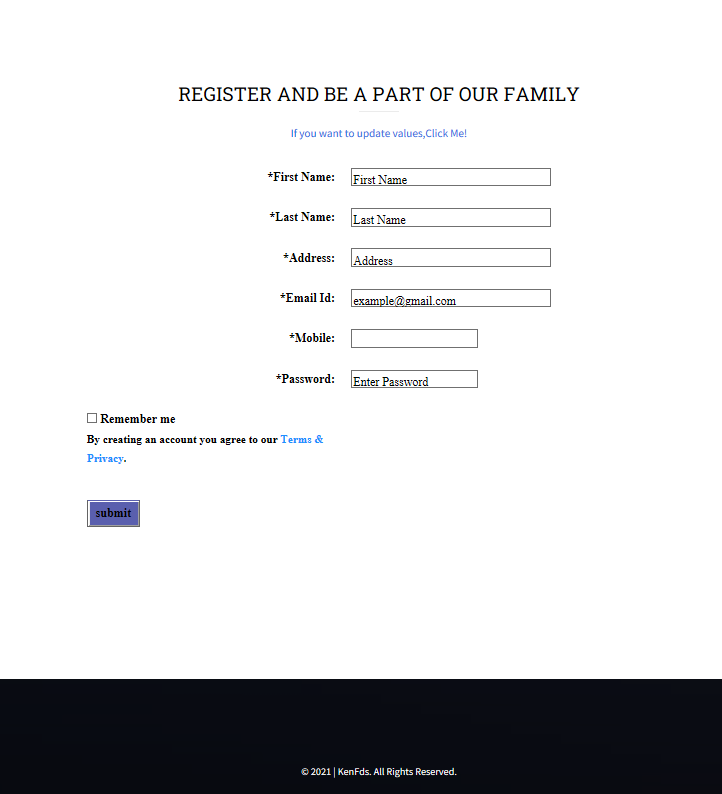 REGISTER AND BE A PART OF OUR FAMILY
If you want to update values,Click Me!
*First Name: First Name
*Last Name: Last Name
*Address: Address
*Email Id: example@gmail.com
*Mobile:
*Password: Enter Password
Remember me
By creating an account you agree to our Terms &
Privacy.
submit
© 2021 | KenFds. All Rights Reserved.